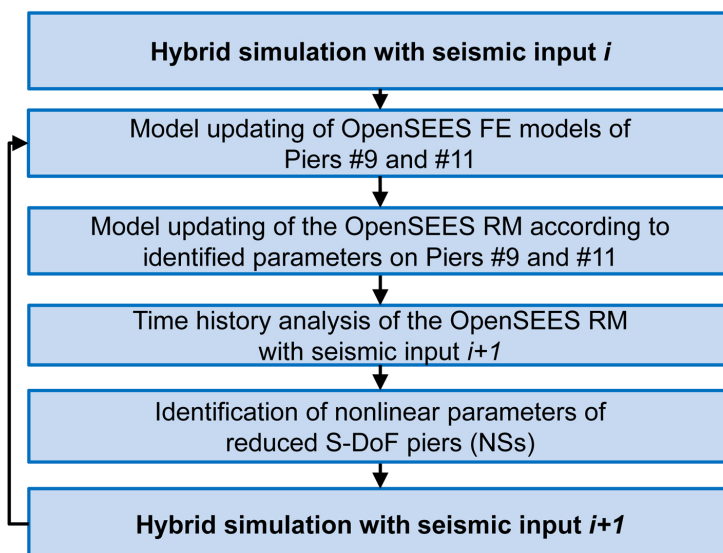 Hybrid simulation with seismic input i
Model updating of OpenSEES FE models of
Piers #9 and #11
Model updating of the OpenSEES RM according to
identified parameters on Piers #9 and #11
Time history analysis of the OpenSEES RM
with seismic input i+1
Identification of nonlinear parameters of
reduced S-DoF piers (NSs)
Hybrid simulation with seismic input i+1